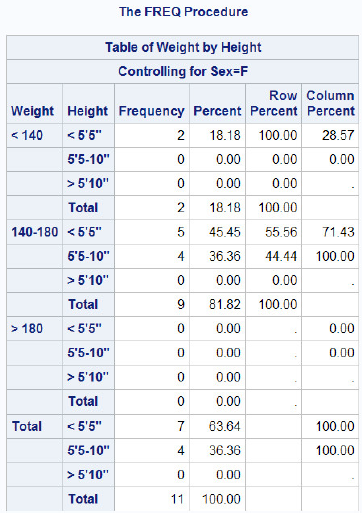 The FREQ Procedure
Table of Weight by Height
Controlling for Sex=F
Weight Height Frequency Percent Row Percent Column Percent
< 140 < 5'5" 2 18.18 100.00 28.57
5'5-10" 0 0.00 0.00 0.00
> 5'10" 0 0.00 0.00 .
Total 2 18.18 100.00
140-180 < 5'5" 5 45.45 55.56 71.43
5'5-10" 4 36.36 44.44 100.00
> 5'10" 0 0.00 0.00 .
Total 9 81.82 100.00
> 180 < 5'5" 0 0.00 . 0.00
5'5-10" 0 0.00 . 0.00
> 5'10" 0 0.00 . .
Total 0 0.00 .
Total < 5'5" 7 63.64 100.00
5'5-10" 4 36.36 100.00
> 5'10" 0 0.00 .
Total 11 100.00